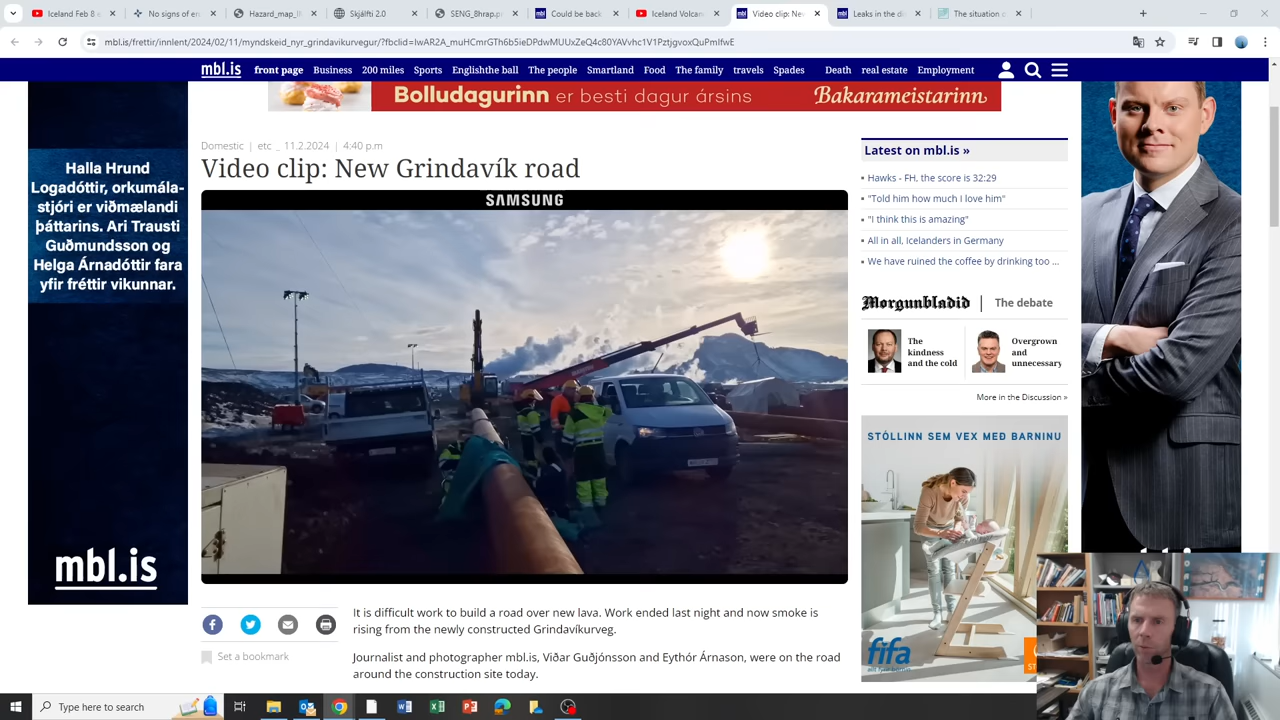 Iceland Feb 8 e
No signs of ex
Hazard_map_I
Skjálfti 2.0
SENG_8hrap.p
Could be back
Iceland Volcan
Video clip: Ne
Leaks in the di
The situation c
mbl.is/frettir/innlent/2024/02/11/myndskeid_nyr_grindavikurvegur/?fbclid=IwAR2A_muHCmrGTh6b5ieDPdwMUUxZeQ4c80YAVvhc1V1PztjgvoxQuPmIfwE
mbl.is front page Business 200 miles Sports Englishthe ball The people Smartland Food The family travels Spades Death real estate Employment
Bolludagurinn er besti dagur ársins Bakarameistarinn
Halla Hrund
Logadóttir, orkumála-
stjóri er viðmælandi
þáttarins. Ari Trausti
Guðmundsson og
Helga Árnadóttir fara
yfir fréttir vikunnar.
mbl.is
Domestic | etc _ 11.2.2024 | 4:40 p.m
Video clip: New Grindavík road
SAMSUNG
Set a bookmark
It is difficult work to build a road over new lava. Work ended last night and now smoke is
rising from the newly constructed Grindavíkurveg.
Journalist and photographer mbl.is, Viðar Guðjónsson and Eythór Árnason, were on the road
around the construction site today.
Latest on mbl.is »
Hawks - FH, the score is 32:29
"Told him how much I love him"
"I think this is amazing"
All in all, Icelanders in Germany
We have ruined the coffee by drinking too ...
Morgunbladid | The debate
The
kindness
and the cold
Overgrown
and
unnecessary
More in the Discussion »
STÓLLINN SEM VEX MEÐ BARNINU
fifa
Type here to search